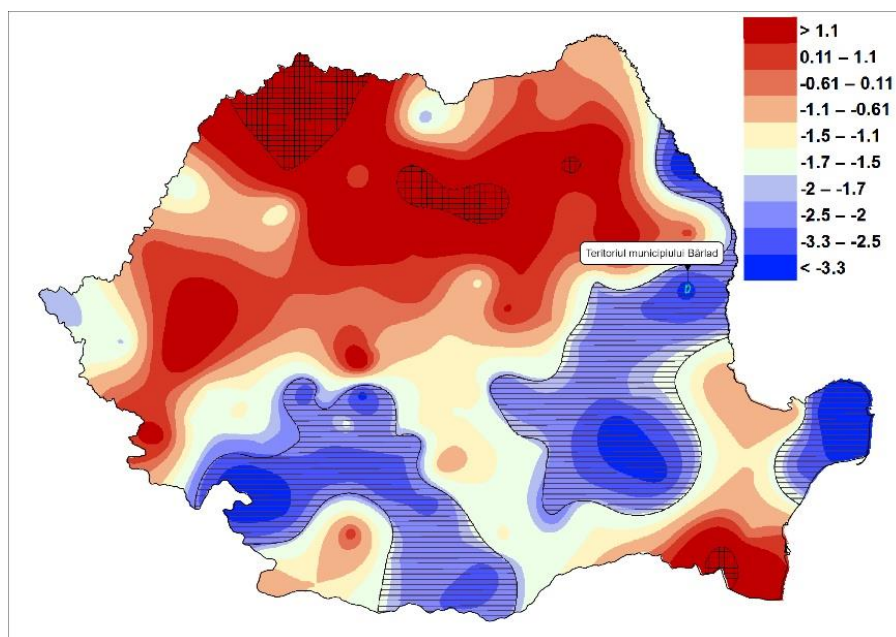 > 1.1
0.11 – 1.1
-0.61 – 0.11
-1.1 – -0.61
-1.5 – -1.1
-1.7 – -1.5
-2 – -1.7
-2.5 – -2
-3.3 – -2.5
< -3.3
Teritoriul municipiului Bârlad